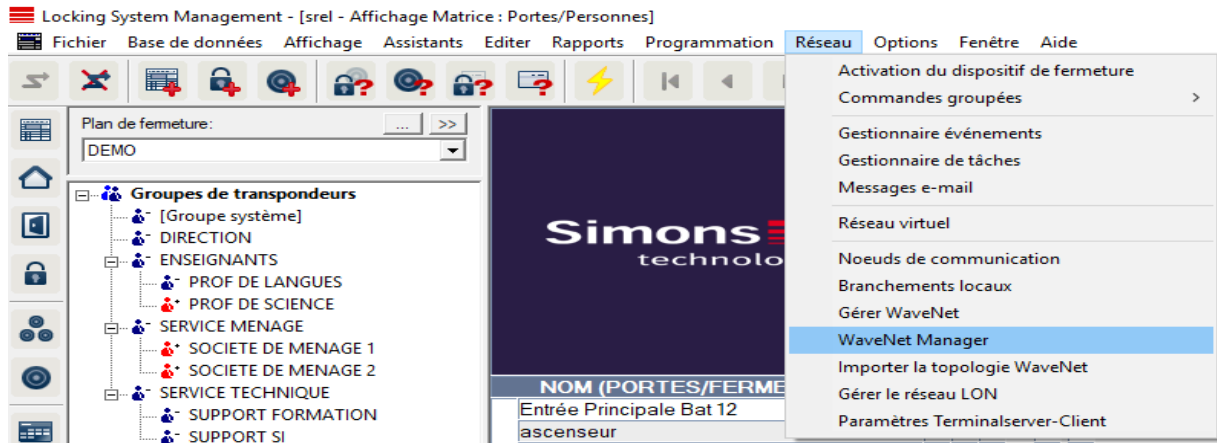 Locking System Management - [srel - Affichage Matrice : Portes/Personnes]
Fichier Base de données Affichage Assistants Editer Rapports Programmation Réseau Options Fenêtre Aide
Plan de fermeture:
... >>
DEMO
Groupes de transpondeurs
[Groupe système]
DIRECTION
ENSEIGNANTS
PROF DE LANGUES
PROF DE SCIENCE
SERVICE MENAGE
SOCIETE DE MENAGE 1
SOCIETE DE MENAGE 2
SERVICE TECHNIQUE
SUPPORT FORMATION
SUPPORT SI
Simons
technolo
NOM (PORTES/FERME
Entrée Principale Bat 12
ascenseur
Activation du dispositif de fermeture
Commandes groupées >
Gestionnaire événements
Gestionnaire de tâches
Messages e-mail
Réseau virtuel
Noeuds de communication
Branchements locaux
Gérer WaveNet
WaveNet Manager
Importer la topologie WaveNet
Gérer le réseau LON
Paramètres Terminalserver-Client